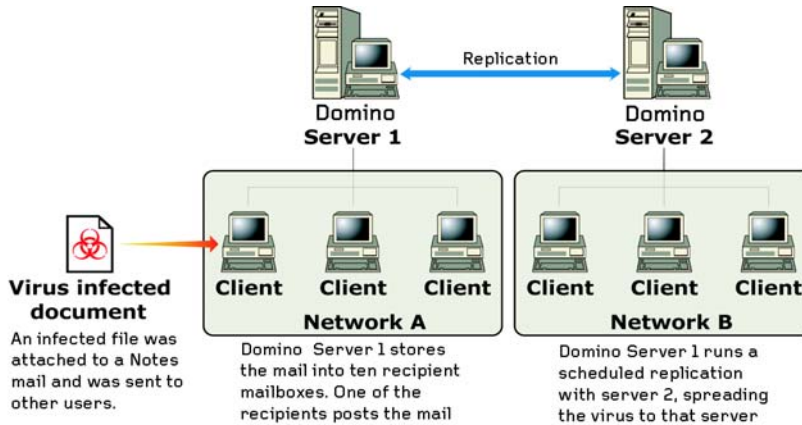 Replication
Domino
Server 1
Domino
Server 2
Client
Client
Client
Network A
Client
Client
Client
Network B
Virus infected
document
An infected file was
attached to a Notes
mail and was sent to
other users.
Domino Server 1 stores
the mail into ten recipient
mailboxes. One of the
recipients posts the mail
Domino Server 1 runs a
scheduled replication
with server 2, spreading
the virus to that server